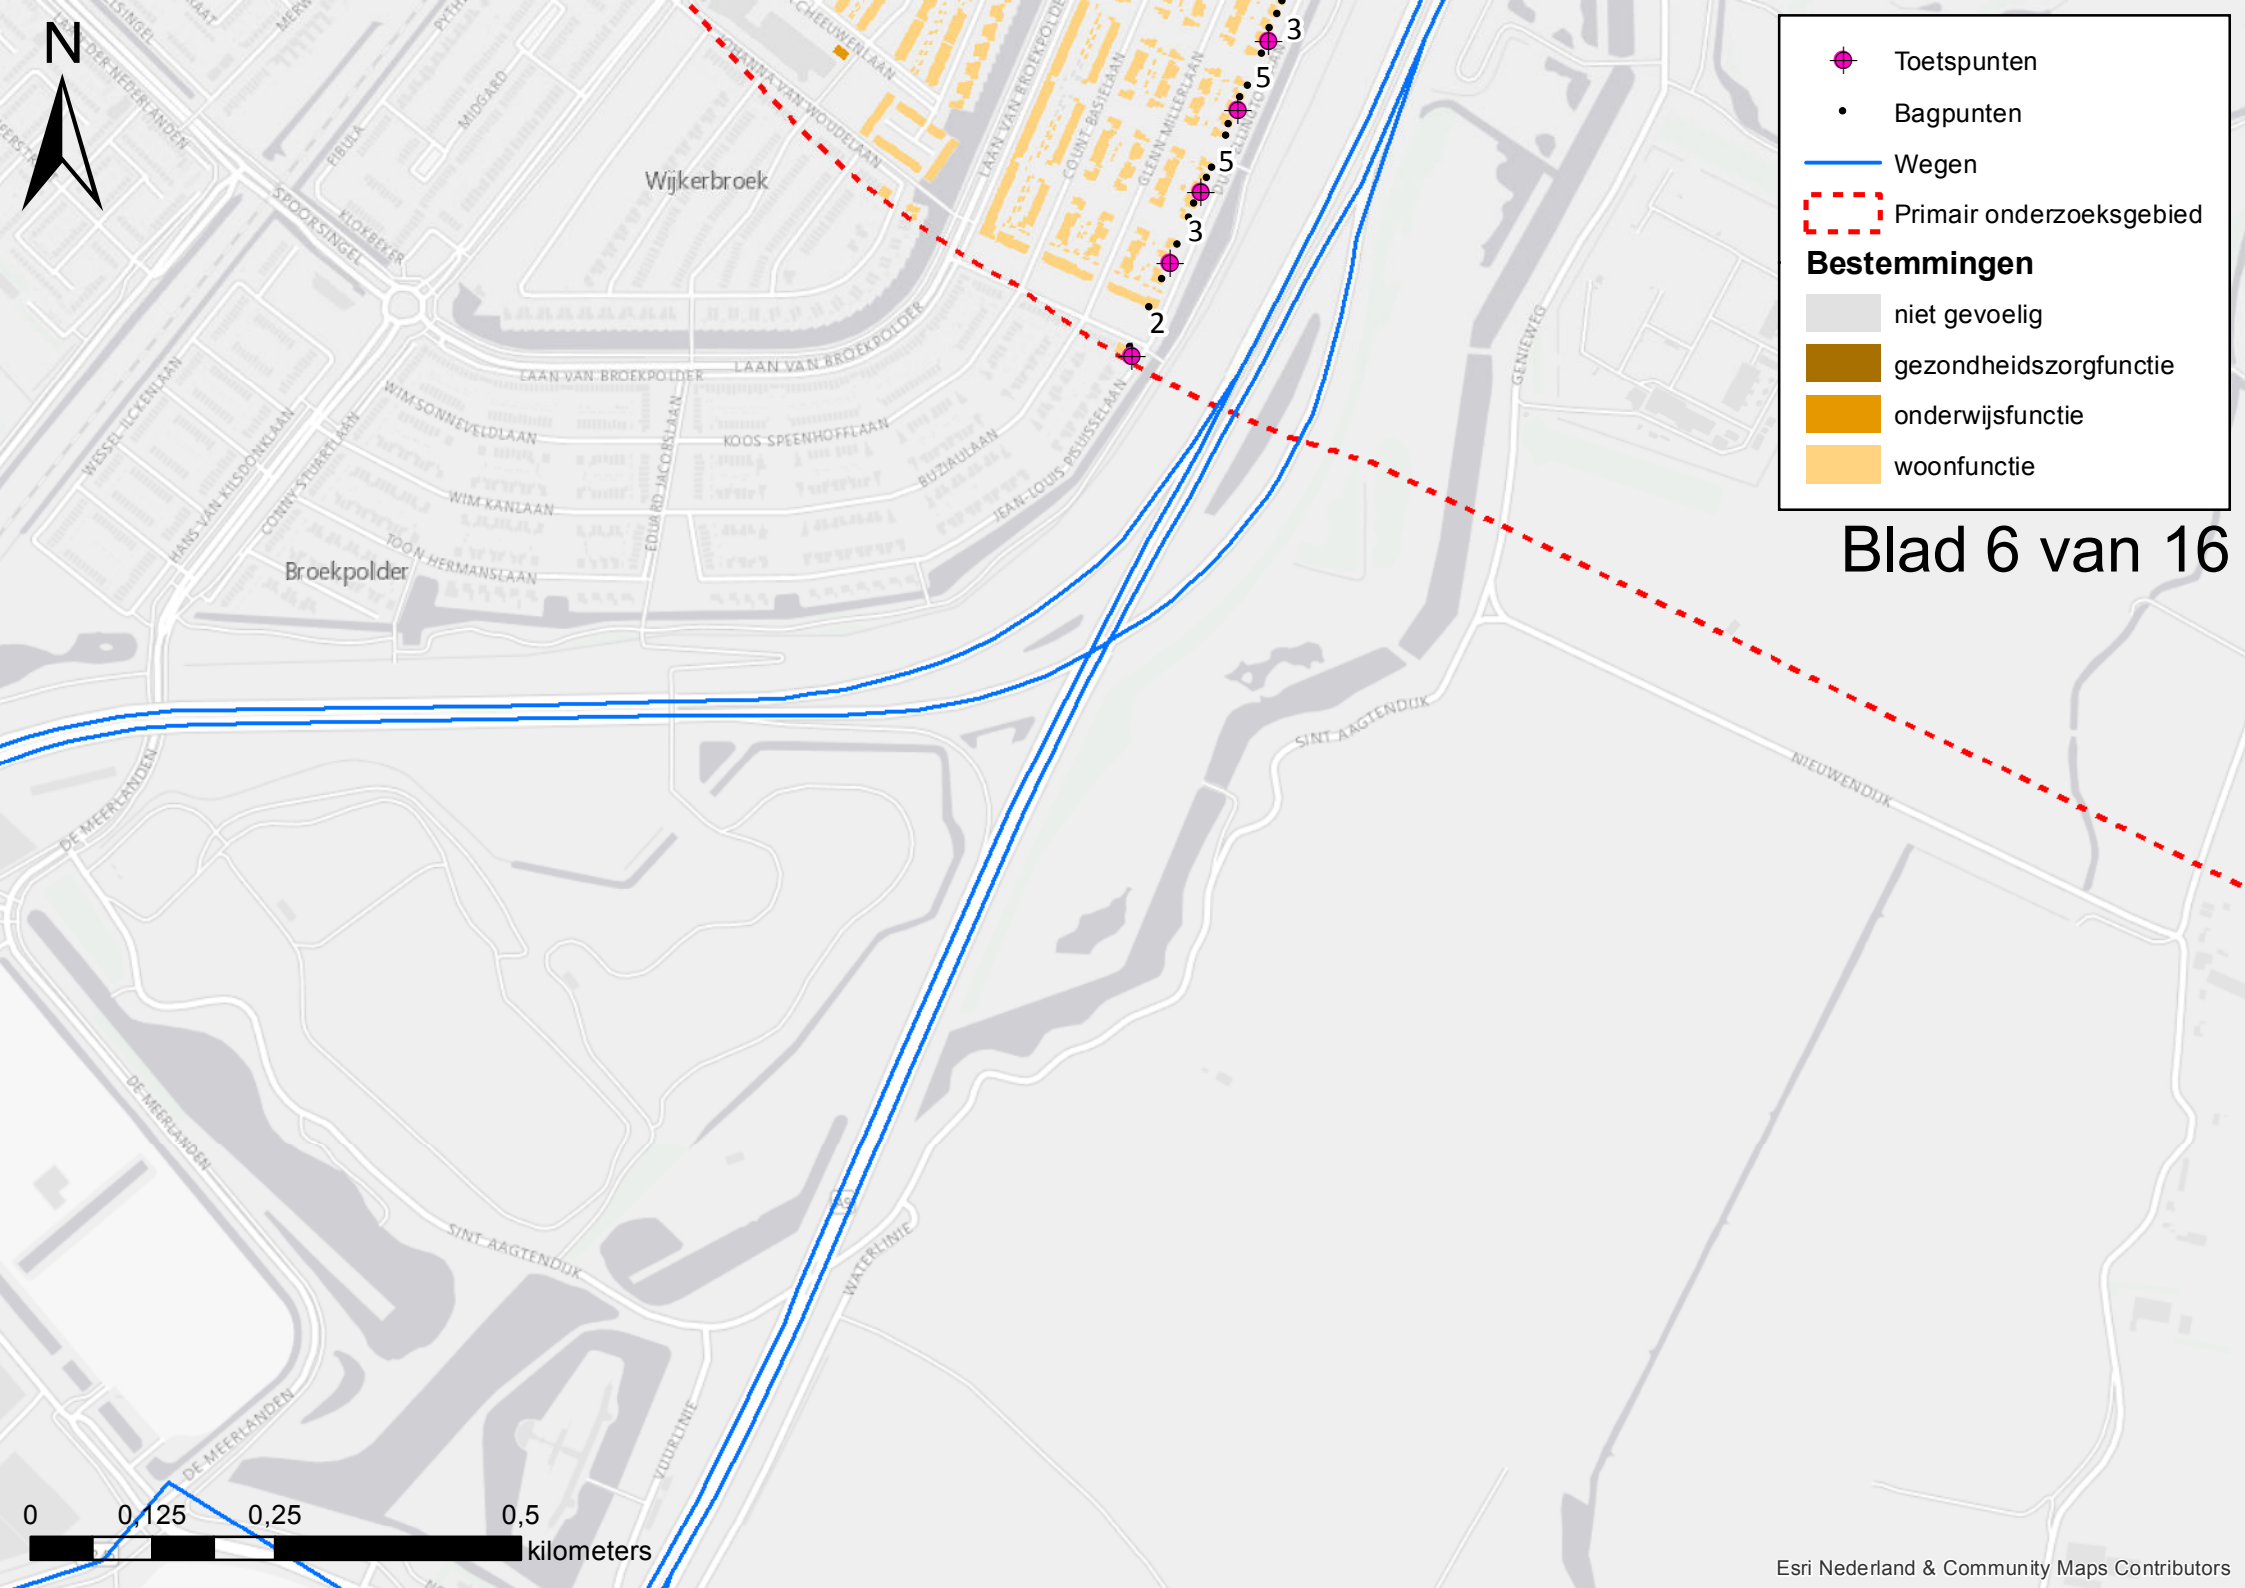 N
SPOORSINGEL
KLOKBEKER
FIBULA
MIDGARD
Wijkerbroek
JOHANNA VAN WOUDELAAN
LAAN VAN BROEKPOLDER
COUNT BASIELAAN
GLENN MILLERLAAN
3
5
5
3
2
Toetspunten
Bagpunten
Wegen
Primair onderzoeksgebied
Bestemmingen
niet gevoelig
gezondheidszorgfunctie
onderwijsfunctie
woonfunctie
Blad 6 van 16
GENIEWEG
LAAN VAN BROEKPOLDER
LAAN VAN BROEKPOLDER
WESSEL ILCKENLAAN
HANS VAN KILSDONKLAAN
CONNY STUARTLAAN
WIM SONNEVELDLAAN
EDUARD JACOBSLAAN
KOOS SPEENHOFFLAAN
BUZIAULAAN
JEAN-LOUIS PISUISSELAAN
WIM KANLAAN
TOON HERMANSLAAN
Broekpolder
SINT AAGTENDIJK
NIEUWENDIJK
DE MEERLANDEN
DE MEERLANDEN
SINT AAGTENDIJK
A9
WATERLINIE
VUURLINIE
DE MEERLANDEN
0 0,125 0,25 0,5
kilometers
Esri Nederland & Community Maps Contributors